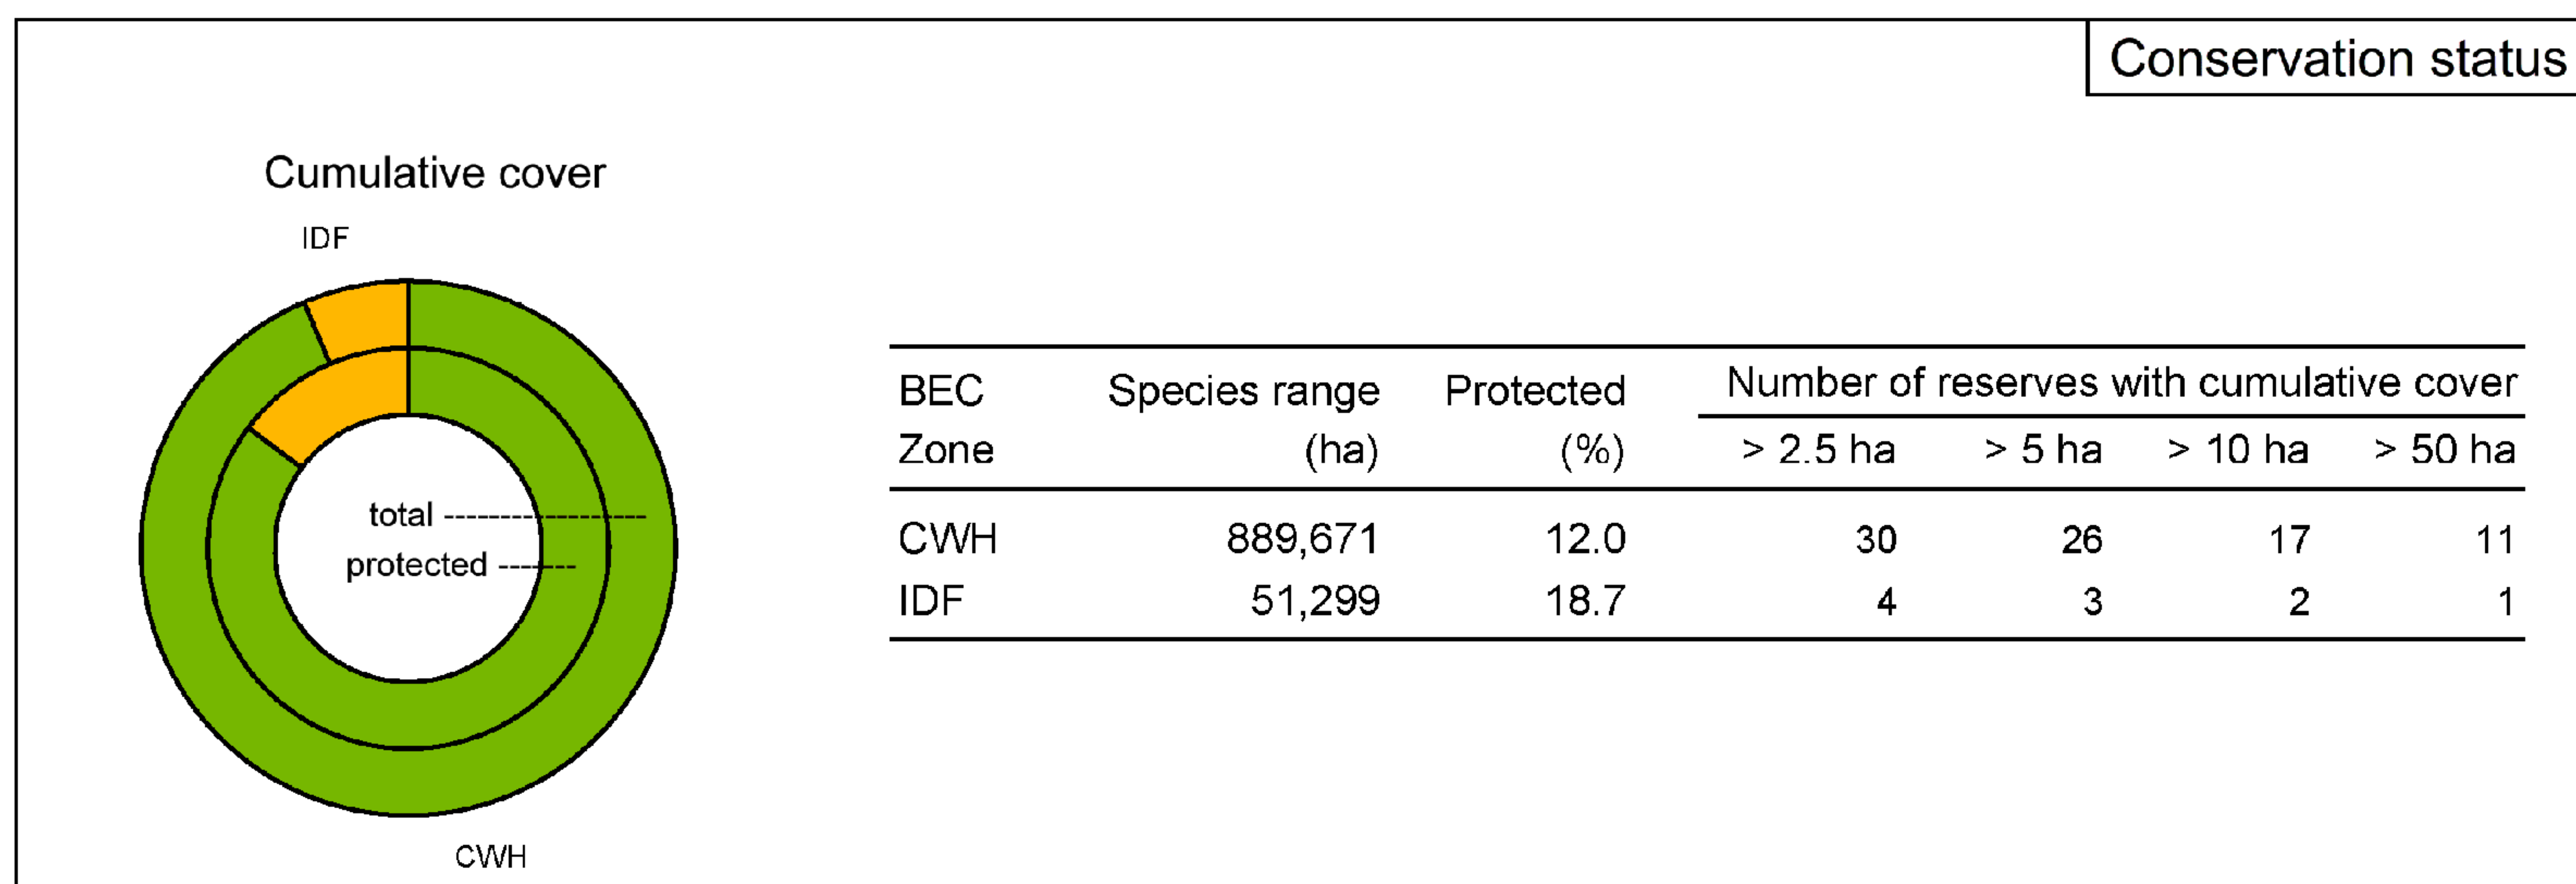 Conservation status
Cumulative cover
IDF
total
protected
CWH
BEC Species range Protected Number of reserves with cumulative cover
Zone (ha) (%) > 2.5 ha > 5 ha > 10 ha > 50 ha
CWH 889,671 12.0 30 26 17 11
IDF 51,299 18.7 4 3 2 1